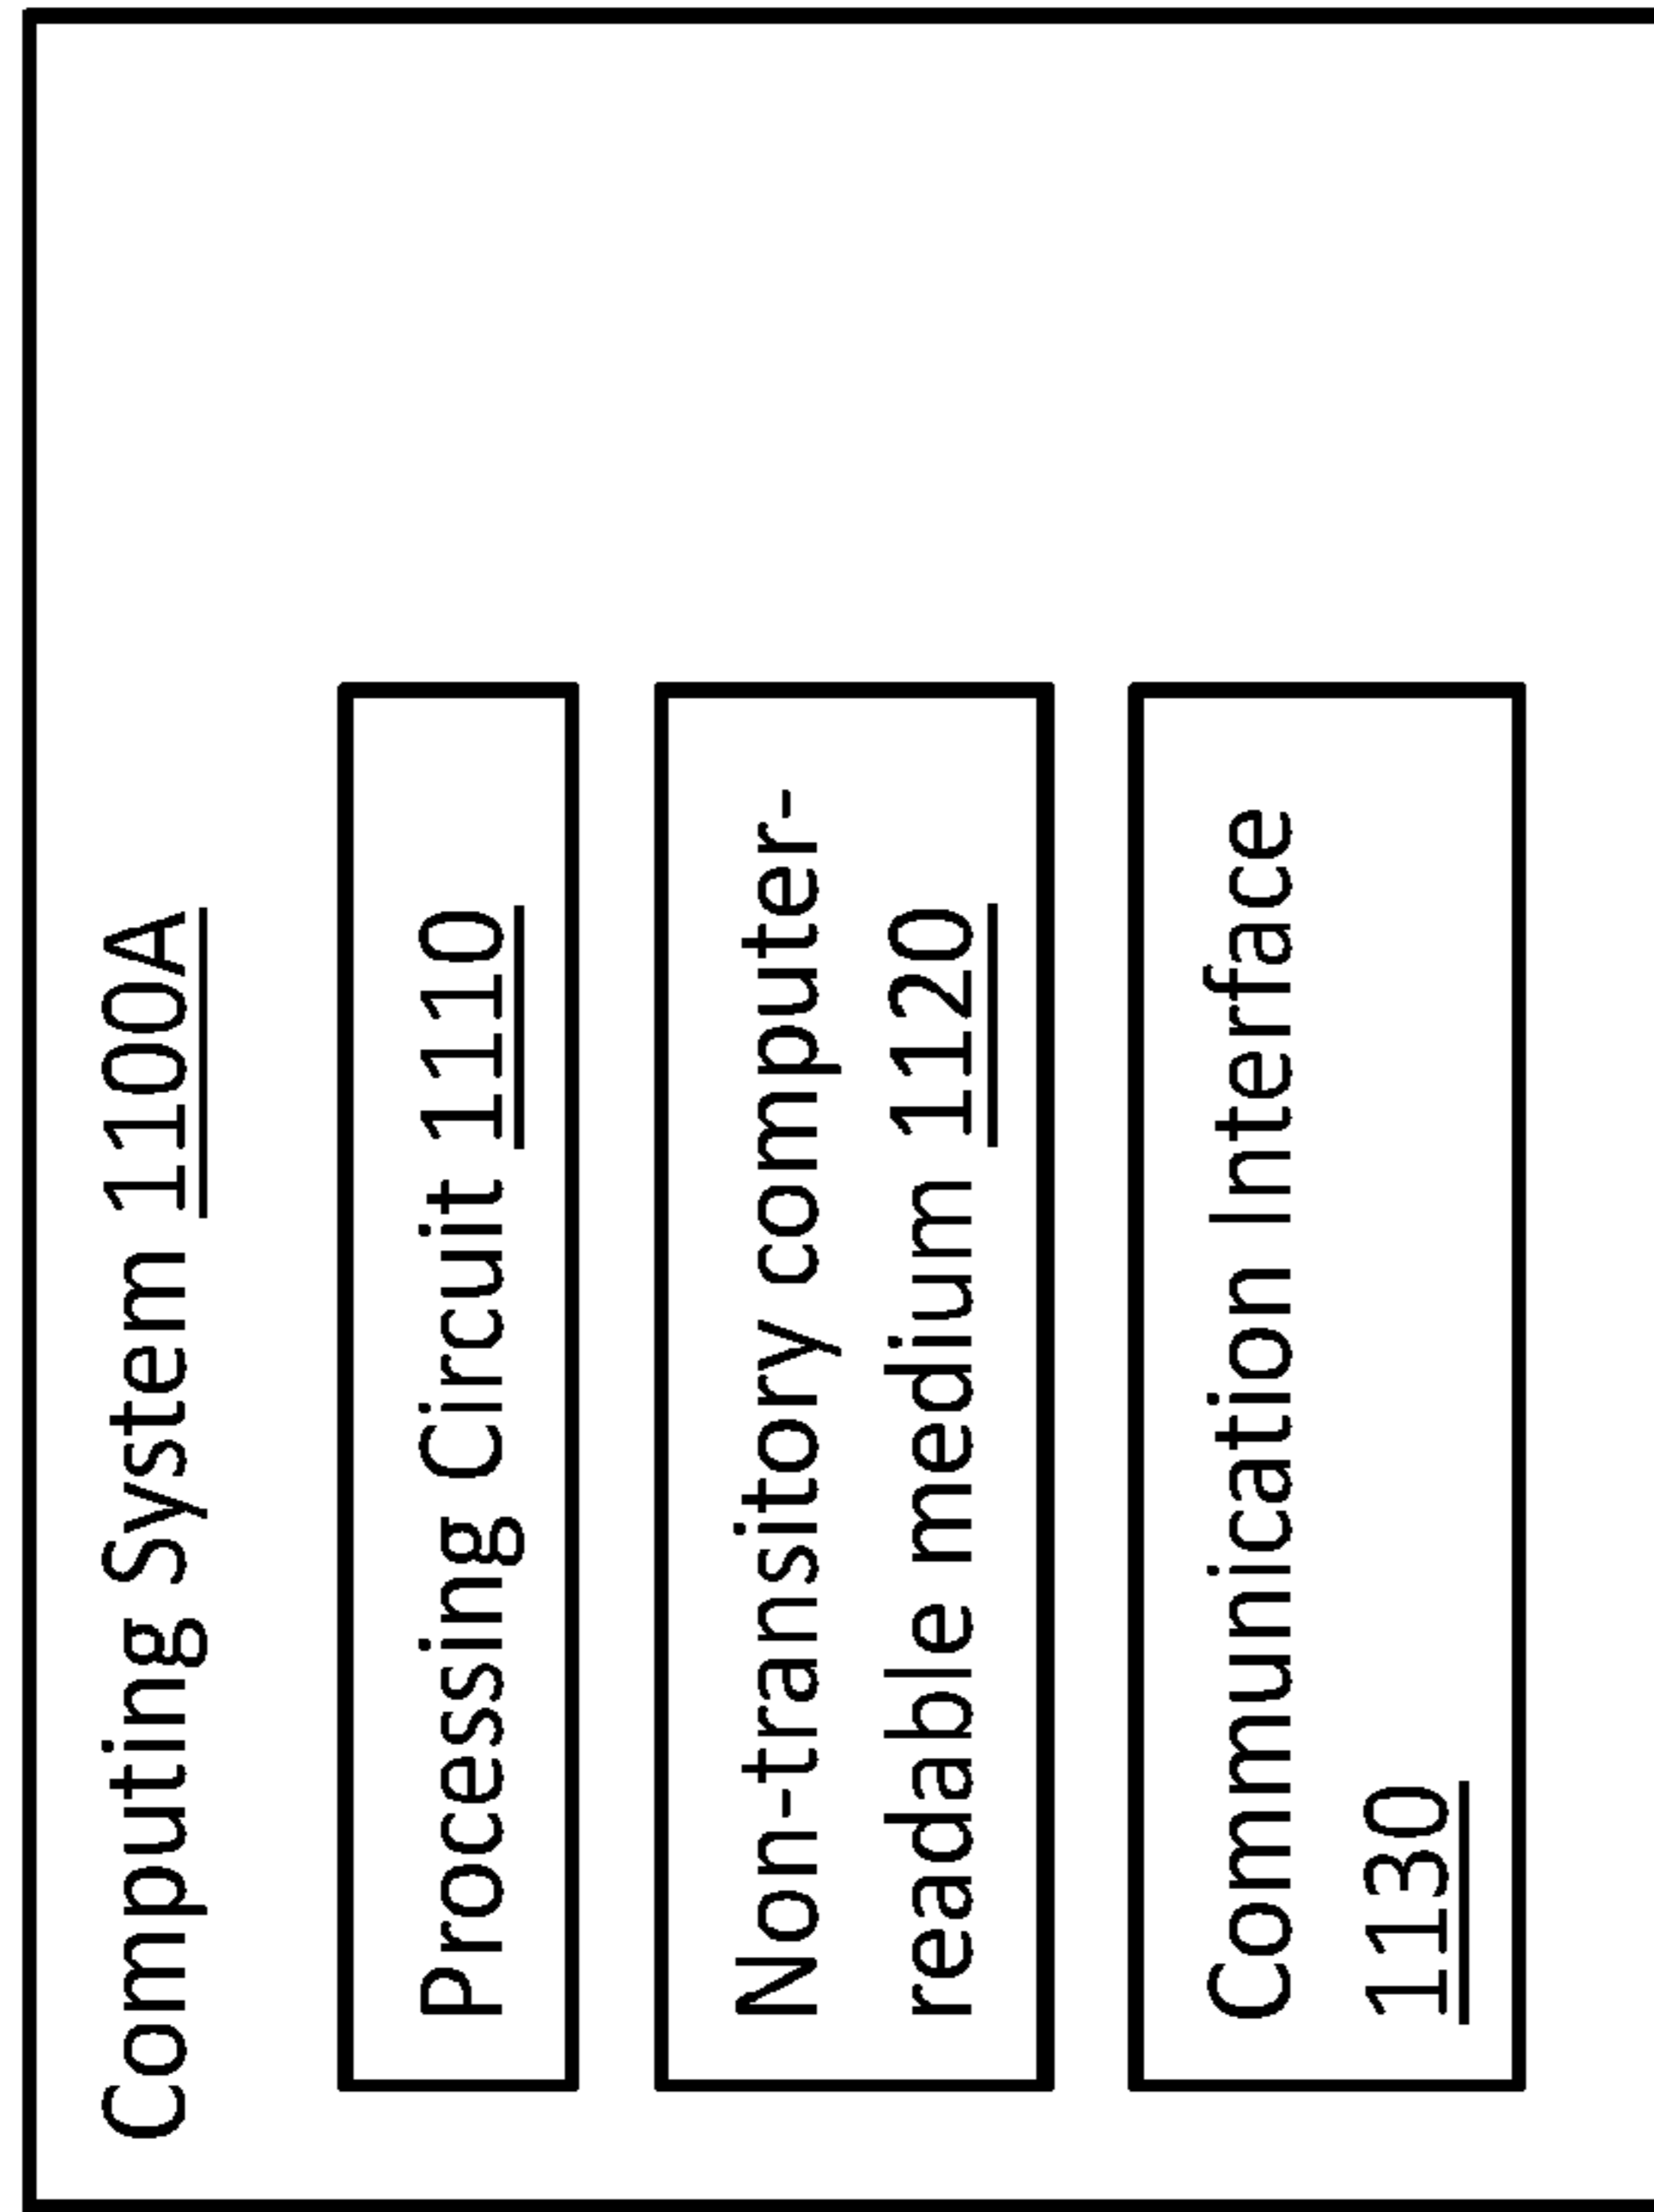 Computing System 1100A
Processing Circuit 1110
Non-transitory computer-
readable medium 1120
Communication Interface
1130